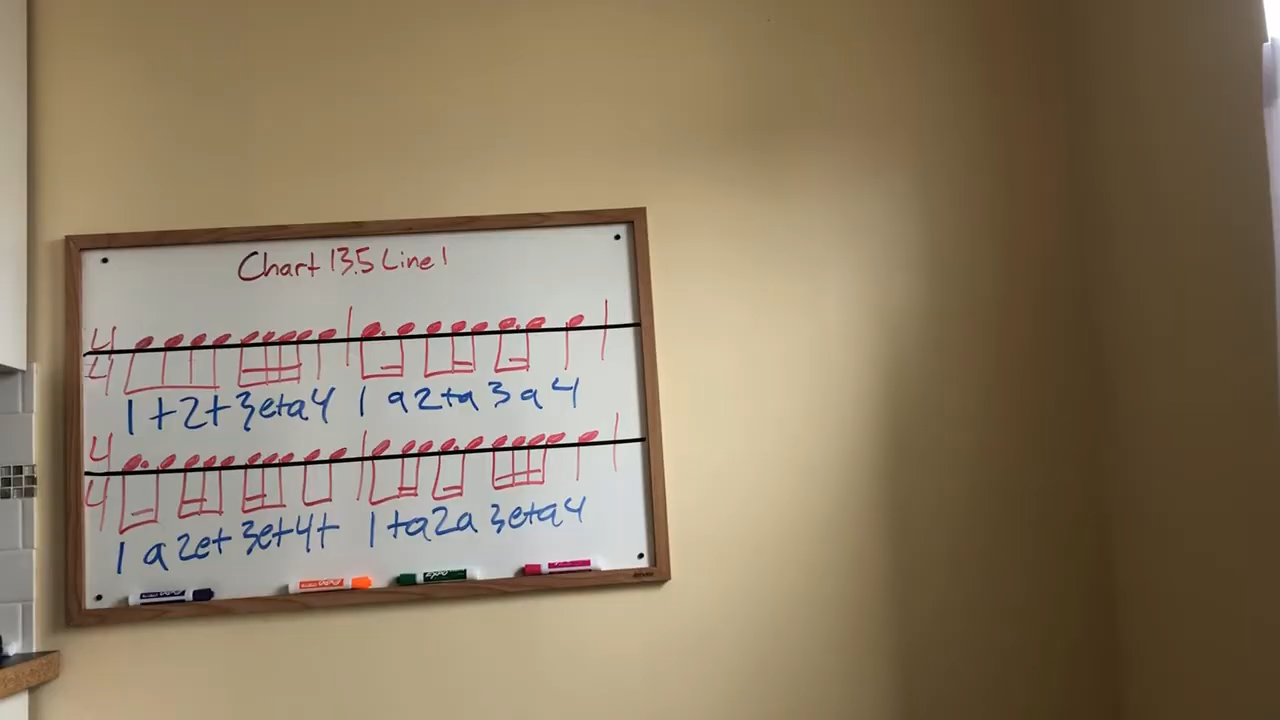 Chart 13.5 Line 1
4
4
1 + 2 + 3 e + a 4 1 a 2 + a 3 a 4
4
4
1 a 2 e + 3 e + 4 + 1 + a 2 a 3 e + a 4
EXPO